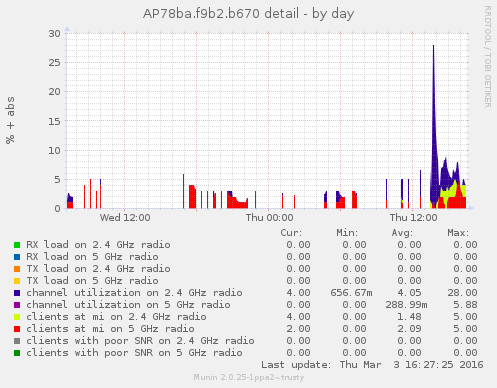 AP78ba.f9b2.b670 detail - by day
RRDTOOL / TOBI OETIKER
% + abs
30
25
20
15
10
5
0
Wed 12:00 Thu 00:00 Thu 12:00
Cur: Min: Avg: Max:
RX load on 2.4 GHz radio 0.00 0.00 0.00 0.00
RX load on 5 GHz radio 0.00 0.00 0.00 0.00
TX load on 2.4 GHz radio 0.00 0.00 0.00 0.00
TX load on 5 GHz radio 0.00 0.00 0.00 0.00
channel utilization on 2.4 GHz radio 4.00 656.67m 4.05 28.00
channel utilization on 5 GHz radio 0.00 0.00 288.99m 5.88
clients at mi on 2.4 GHz radio 4.00 0.00 1.48 5.00
clients at mi on 5 GHz radio 2.00 0.00 2.09 5.00
clients with poor SNR on 2.4 GHz radio 0.00 0.00 0.00 0.00
clients with poor SNR on 5 GHz radio 0.00 0.00 0.00 0.00
Last update: Thu Mar 3 16:27:25 2016
Munin 2.0.25-1ppa2~trusty